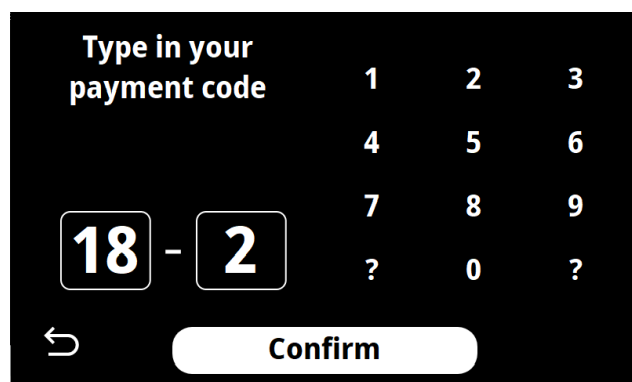 Type in your
payment code
18 - 2
1 2 3
4 5 6
7 8 9
? 0 ?
Confirm